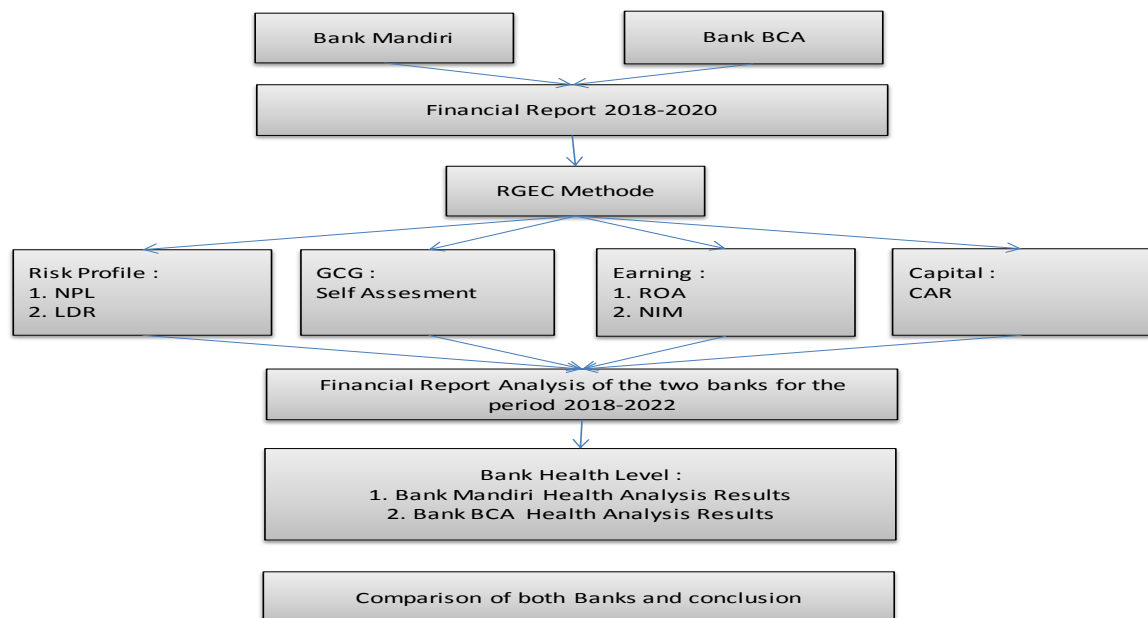 Bank Mandiri
Bank BCA
Financial Report 2018-2020
RGEC Methode
Risk Profile :
1. NPL
2. LDR
GCG :
Self Assesment
Earning :
1. ROA
2. NIM
Capital :
CAR
Financial Report Analysis of the two banks for the
period 2018-2022
Bank Health Level :
1. Bank Mandiri Health Analysis Results
2. Bank BCA Health Analysis Results
Comparison of both Banks and conclusion